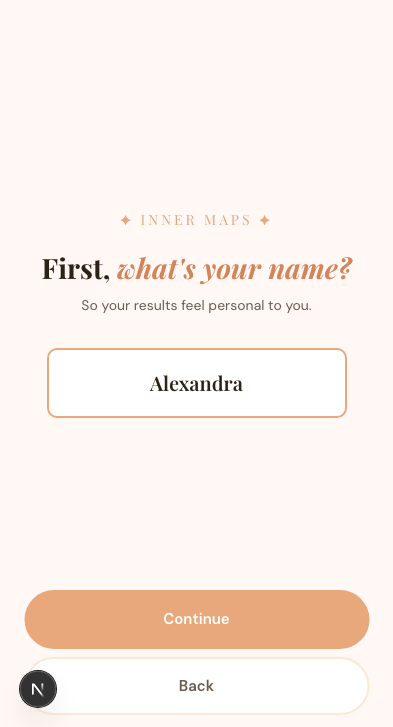 ✦ INNER MAPS ✦
First, what's your name?
So your results feel personal to you.
Alexandra
Continue
Back
N